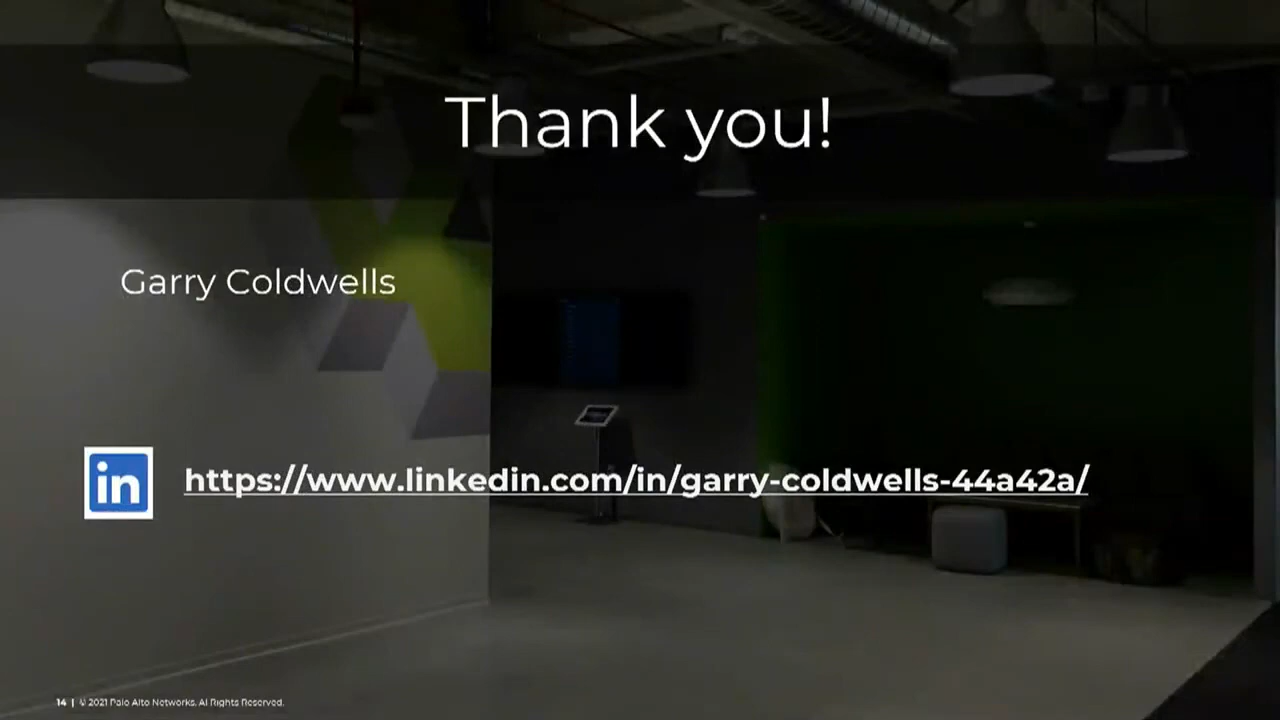 Thank you!
Garry Coldwells
in
https://www.linkedin.com/in/garry-coldwells-44a42a/
14 | © 2021 Palo Alto Networks. All Rights Reserved.